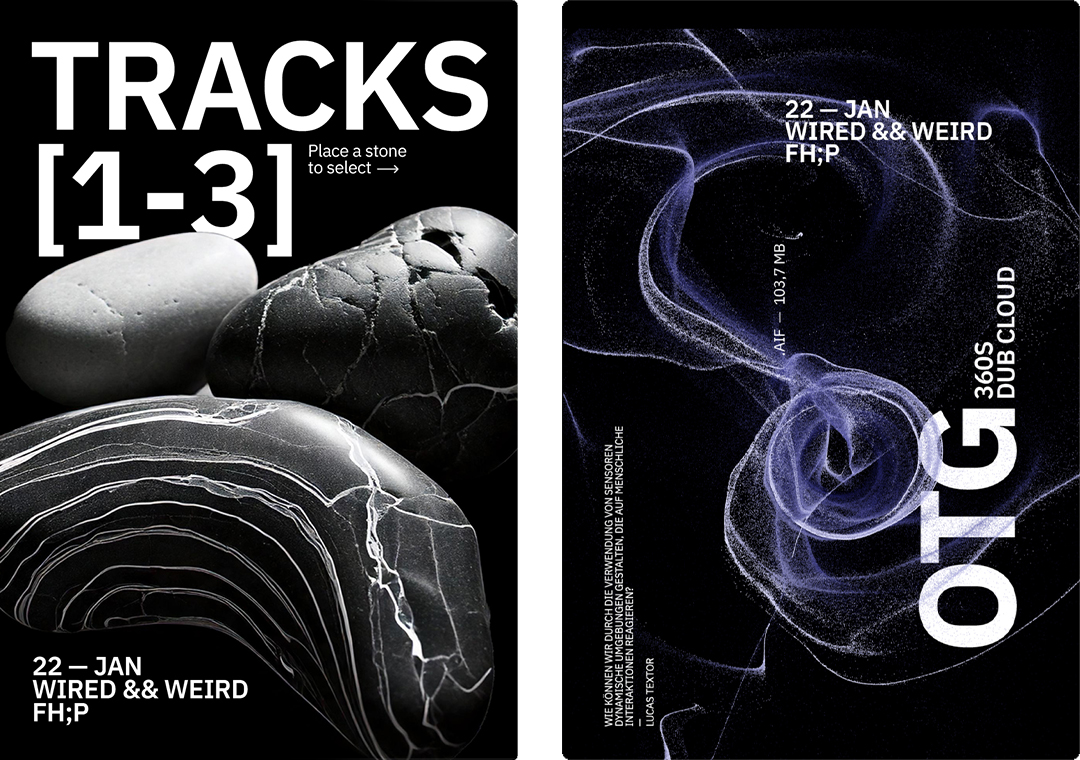 TRACKS
[1-3]
Place a stone
to select ⟶
22 — JAN
WIRED && WEIRD
FH;P
22 — JAN
WIRED && WEIRD
FH;P
.AIF — 103,7 MB
OTG
360S
DUB CLOUD
WIE KÖNNEN WIR DURCH DIE VERWENDUNG VON SENSOREN
DYNAMISCHE UMGEBUNGEN GESTALTEN, DIE AUF MENSCHLICHE
INTERAKTIONEN REAGIEREN?
—
LUCAS TEXTOR